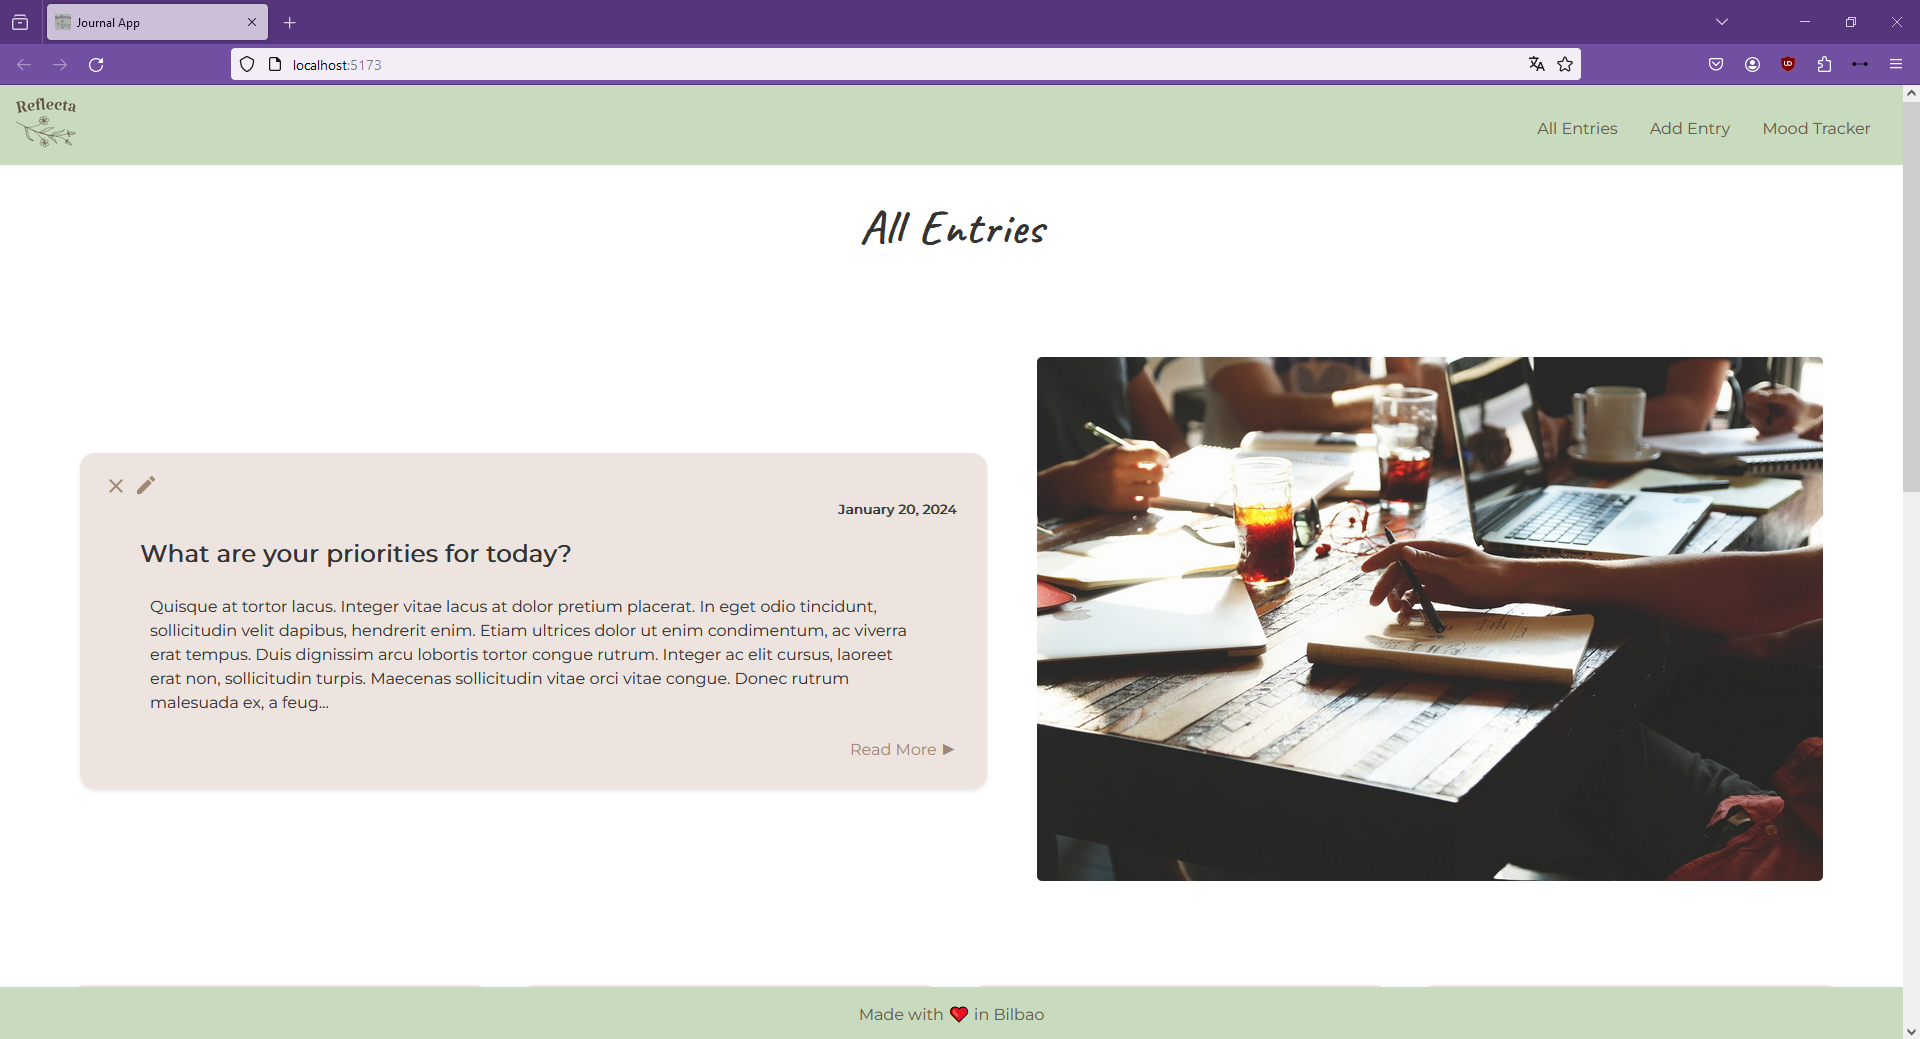 Journal App
localhost:5173
Reflecta
All Entries
Add Entry
Mood Tracker
All Entries
January 20, 2024
What are your priorities for today?
Quisque at tortor lacus. Integer vitae lacus at dolor pretium placerat. In eget odio tincidunt,
sollicitudin velit dapibus, hendrerit enim. Etiam ultrices dolor ut enim condimentum, ac viverra
erat tempus. Duis dignissim arcu lobortis tortor congue rutrum. Integer ac elit cursus, laoreet
erat non, sollicitudin turpis. Maecenas sollicitudin vitae orci vitae congue. Donec rutrum
malesuada ex, a feug...
Read More ►
Made with ❤️ in Bilbao